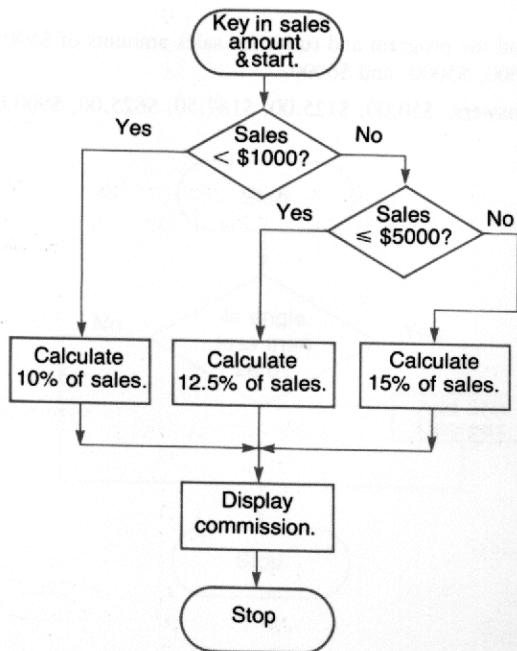 Key in sales
amount
& start.
Yes
Sales
< $1000?
No
Yes
Sales
≤ $5000?
No
Calculate
10% of sales.
Calculate
12.5% of sales.
Calculate
15% of sales.
Display
commission.
Stop